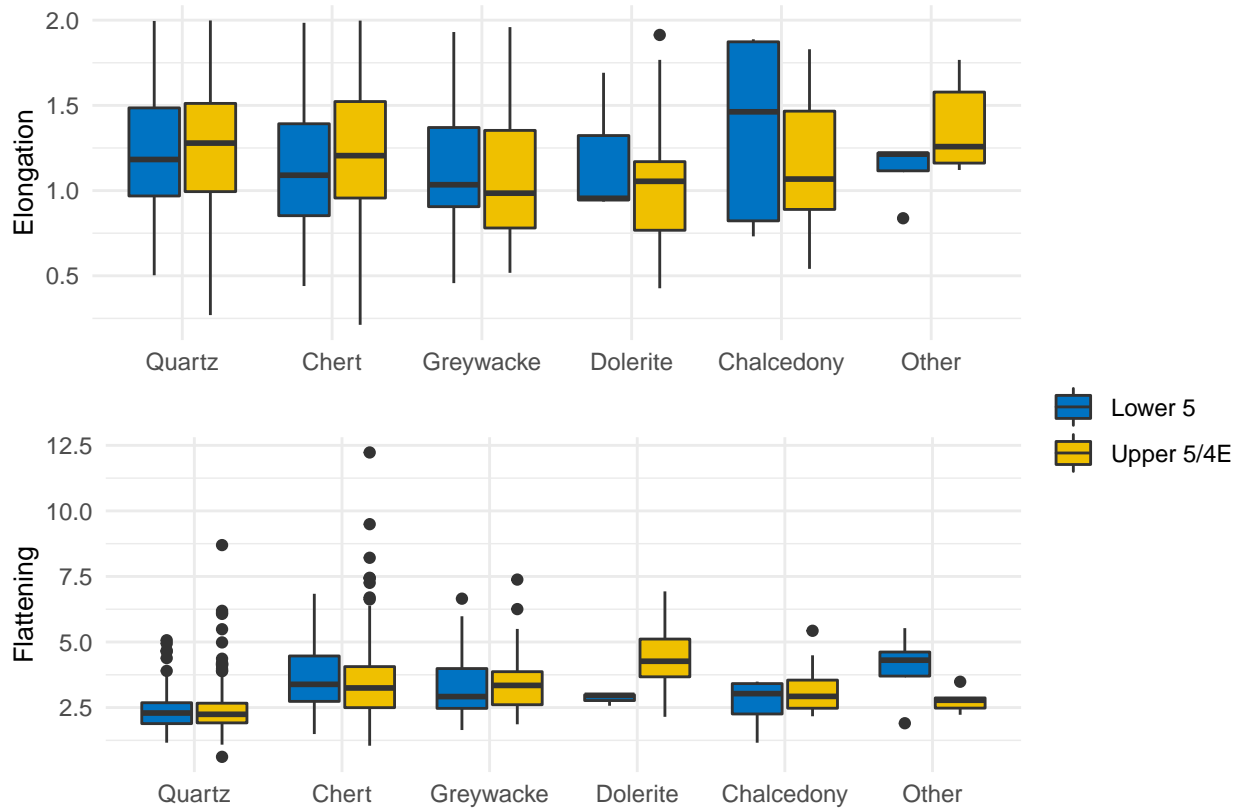 Elongation
2.0
1.5
1.0
0.5
Quartz Chert Greywacke Dolerite Chalcedony Other
Lower 5
Upper 5/4E
Flattening
12.5
10.0
7.5
5.0
2.5
Quartz Chert Greywacke Dolerite Chalcedony Other